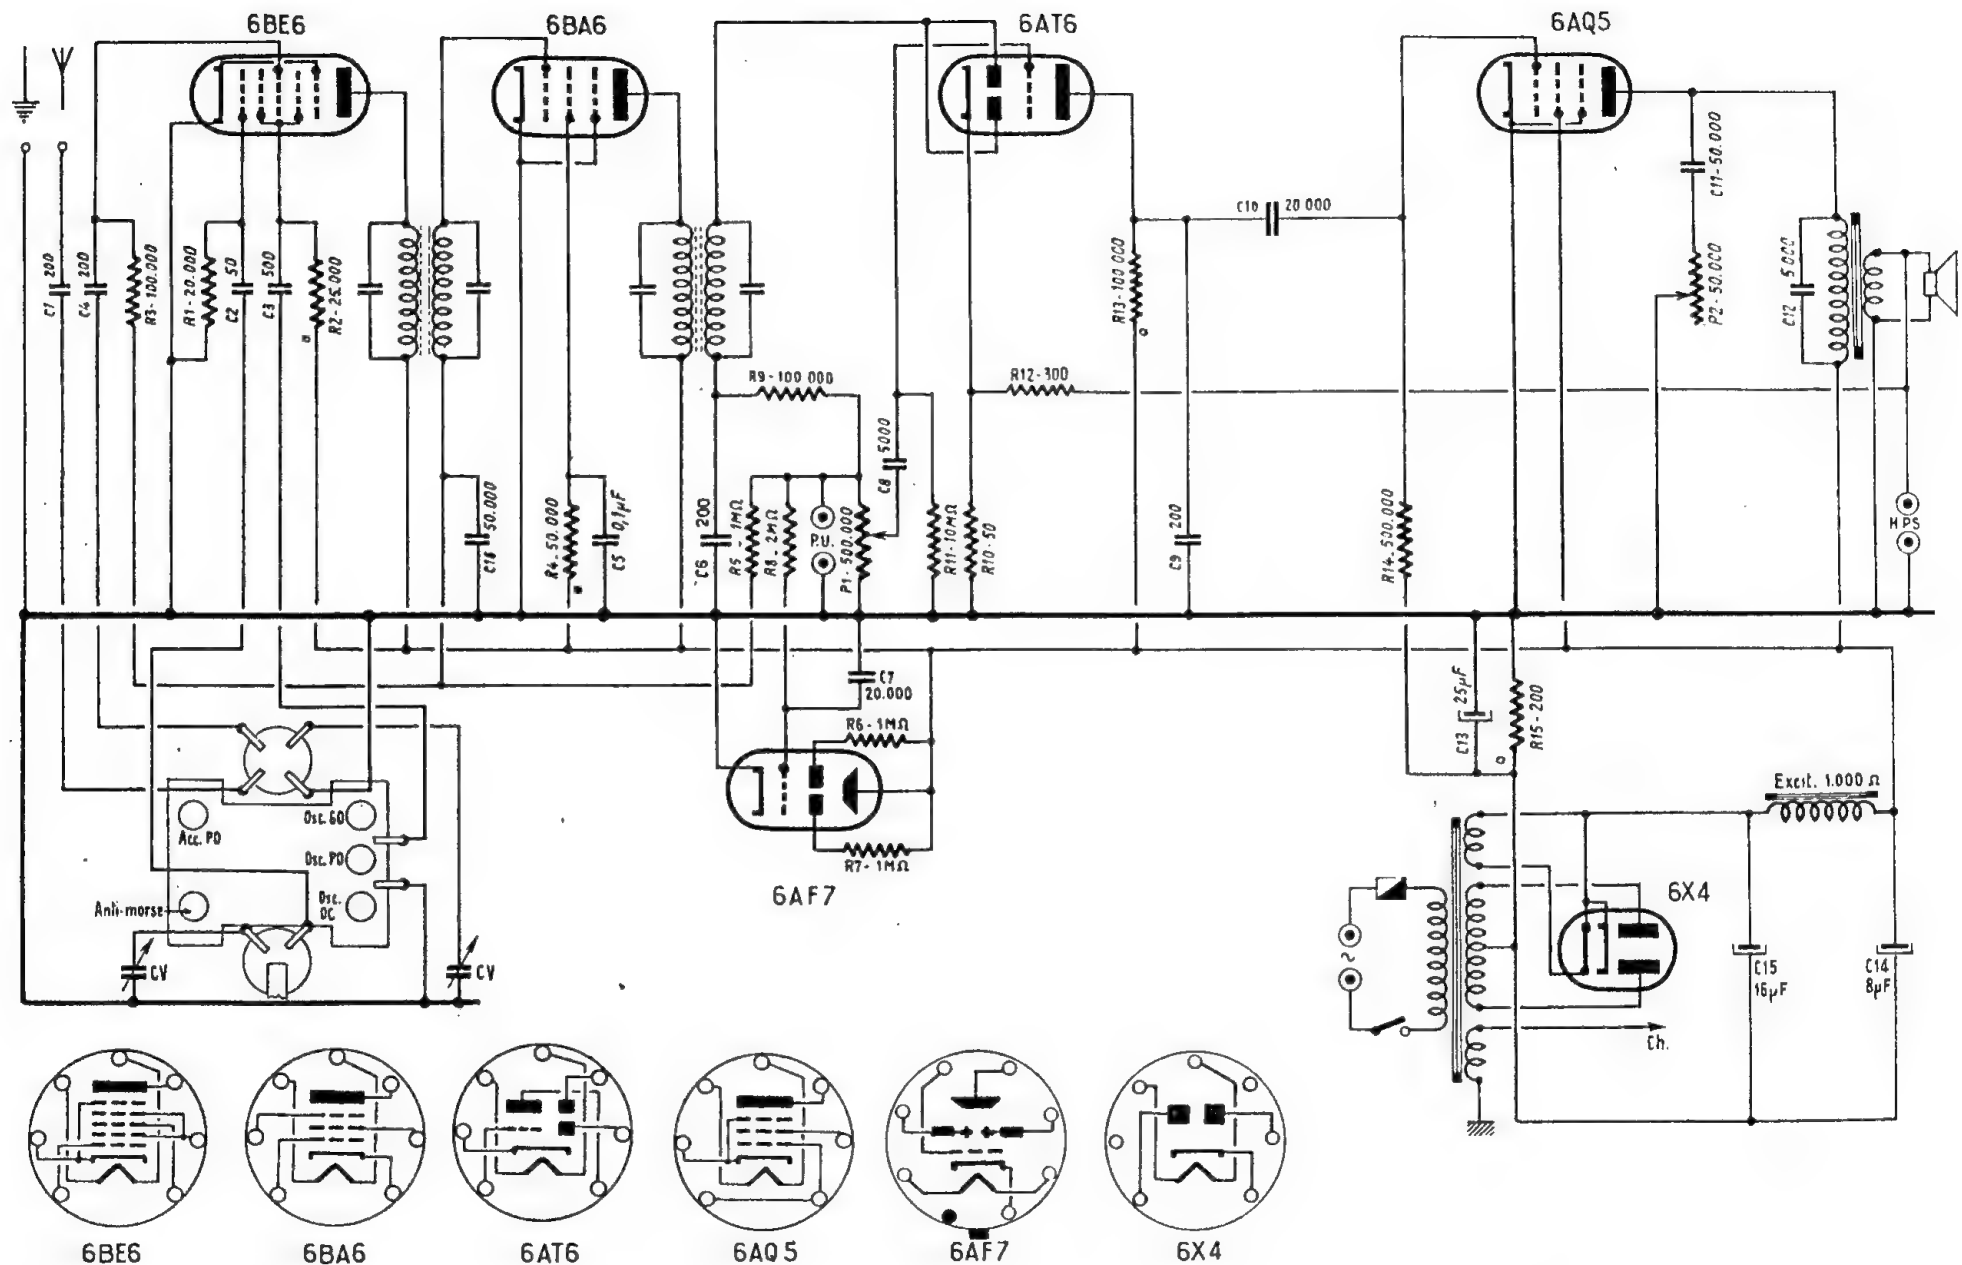 6BE6
6BA6
6AT6
6AQ5
C7 200
C4 200
R3-100.000
R1-20.000
C2 50
C3 500
R2-25.000
C16 50.000
R4-50.000
C5 0,1µF
C6 200
R9-100 000
R5-1MΩ
R8-2MΩ
P.U.
P1-500.000
C8 5000
R11-10MΩ
R10-50
R12-300
R13-100 000
C9 200
C10 20 000
R14-500.000
C11-50.000
P2-50.000
C12 5 000
H.P.S
C7
20.000
R6-1MΩ
R7-1MΩ
6AF7
C13 25µF
R15-200
Excit. 1.000 Ω
6X4
C15
16µF
C14
8µF
Ch.
~
Acc. PO
Osc. GO
Osc. PO
Osc.
OC
Anti-morse
CV
CV
6BE6
6BA6
6AT6
6AQ5
6AF7
6X4